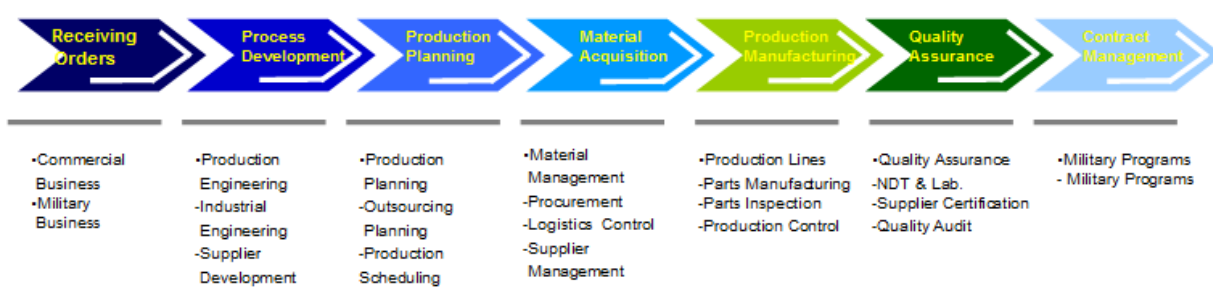 Receiving
Orders
Process
Development
Production
Planning
Material
Acquisition
Production
Manufacturing
Quality
Assurance
Contract
Management
•Commercial
Business
•Military
Business
•Production
Engineering
-Industrial
Engineering
-Supplier
Development
•Production
Planning
-Outsourcing
Planning
-Production
Scheduling
•Material
Management
-Procurement
-Logistics Control
-Supplier
Management
•Production Lines
-Parts Manufacturing
-Parts Inspection
-Production Control
•Quality Assurance
-NDT & Lab.
-Supplier Certification
-Quality Audit
•Military Programs
- Military Programs